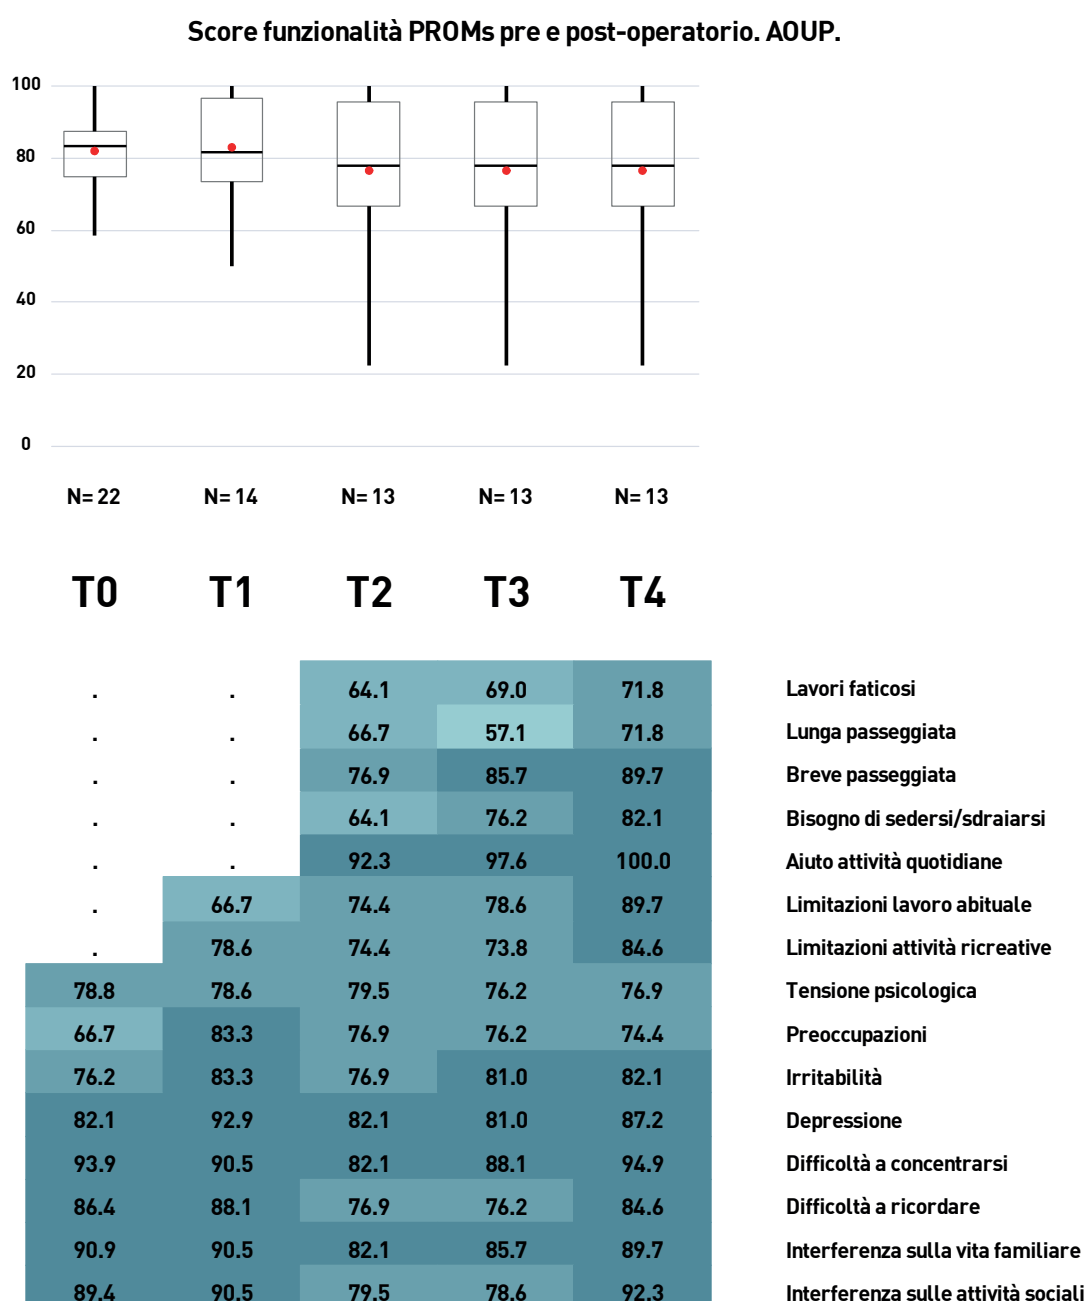 Score funzionalità PROMs pre e post-operatorio. AOUP.
100
80
60
40
20
0
N= 22 N= 14 N= 13 N= 13 N= 13
T0 T1 T2 T3 T4
. . 64.1 69.0 71.8 Lavori faticosi
. . 66.7 57.1 71.8 Lunga passeggiata
. . 76.9 85.7 89.7 Breve passeggiata
. . 64.1 76.2 82.1 Bisogno di sedersi/sdraiarsi
. . 92.3 97.6 100.0 Aiuto attività quotidiane
. 66.7 74.4 78.6 89.7 Limitazioni lavoro abituale
. 78.6 74.4 73.8 84.6 Limitazioni attività ricreative
78.8 78.6 79.5 76.2 76.9 Tensione psicologica
66.7 83.3 76.9 76.2 74.4 Preoccupazioni
76.2 83.3 76.9 81.0 82.1 Irritabilità
82.1 92.9 82.1 81.0 87.2 Depressione
93.9 90.5 82.1 88.1 94.9 Difficoltà a concentrarsi
86.4 88.1 76.9 76.2 84.6 Difficoltà a ricordare
90.9 90.5 82.1 85.7 89.7 Interferenza sulla vita familiare
89.4 90.5 79.5 78.6 92.3 Interferenza sulle attività sociali